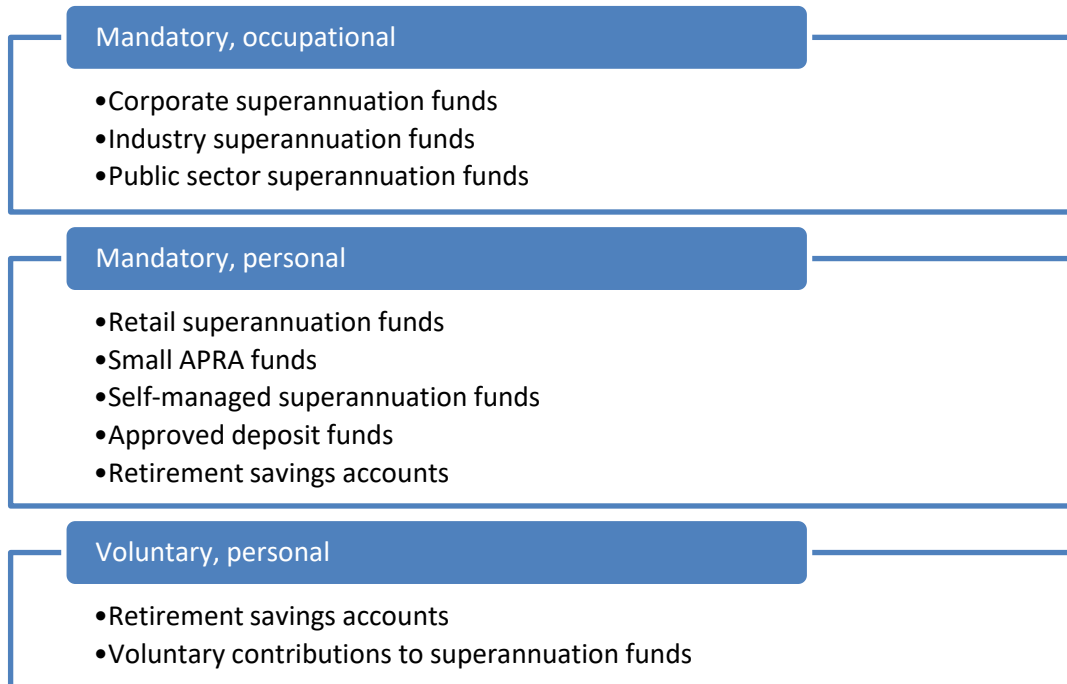 Mandatory, occupational
•Corporate superannuation funds
•Industry superannuation funds
•Public sector superannuation funds
Mandatory, personal
•Retail superannuation funds
•Small APRA funds
•Self-managed superannuation funds
•Approved deposit funds
•Retirement savings accounts
Voluntary, personal
•Retirement savings accounts
•Voluntary contributions to superannuation funds